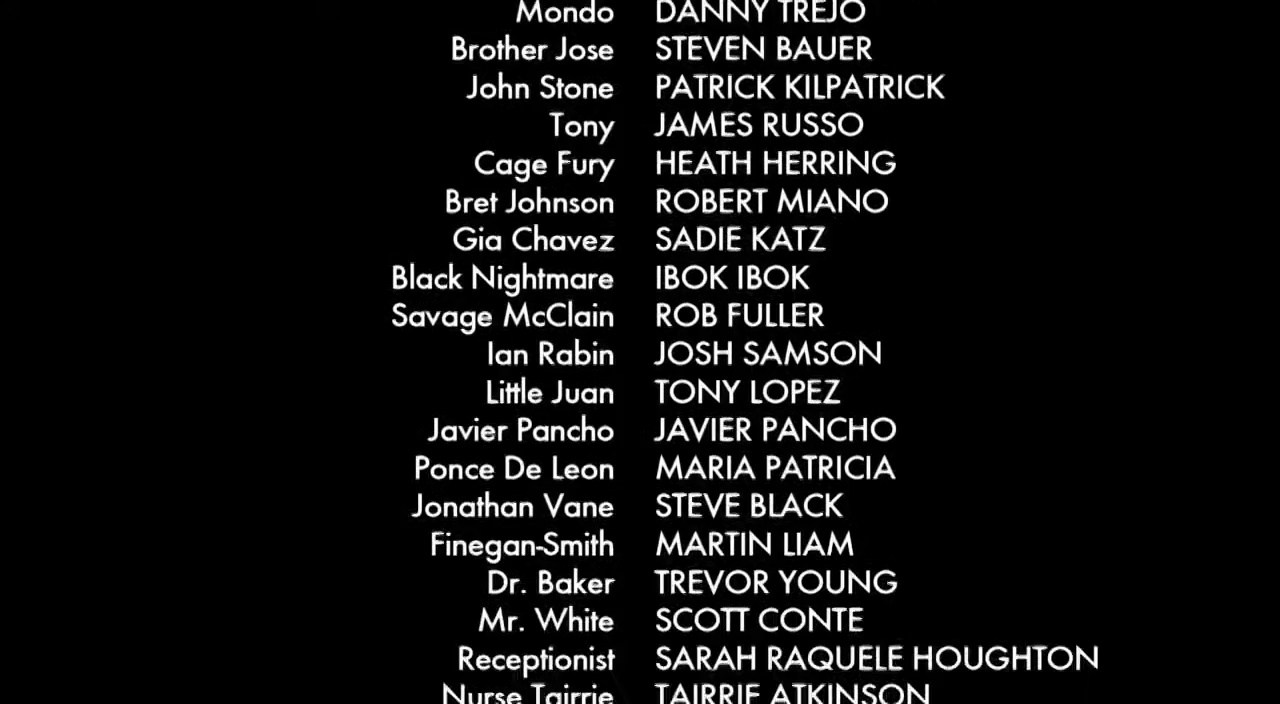 Mondo DANNY TREJO
Brother Jose STEVEN BAUER
John Stone PATRICK KILPATRICK
Tony JAMES RUSSO
Cage Fury HEATH HERRING
Bret Johnson ROBERT MIANO
Gia Chavez SADIE KATZ
Black Nightmare IBOK IBOK
Savage McClain ROB FULLER
Ian Rabin JOSH SAMSON
Little Juan TONY LOPEZ
Javier Pancho JAVIER PANCHO
Ponce De Leon MARIA PATRICIA
Jonathan Vane STEVE BLACK
Finegan-Smith MARTIN LIAM
Dr. Baker TREVOR YOUNG
Mr. White SCOTT CONTE
Receptionist SARAH RAQUELE HOUGHTON
Nurse Tairrie TAIRRIE ATKINSON